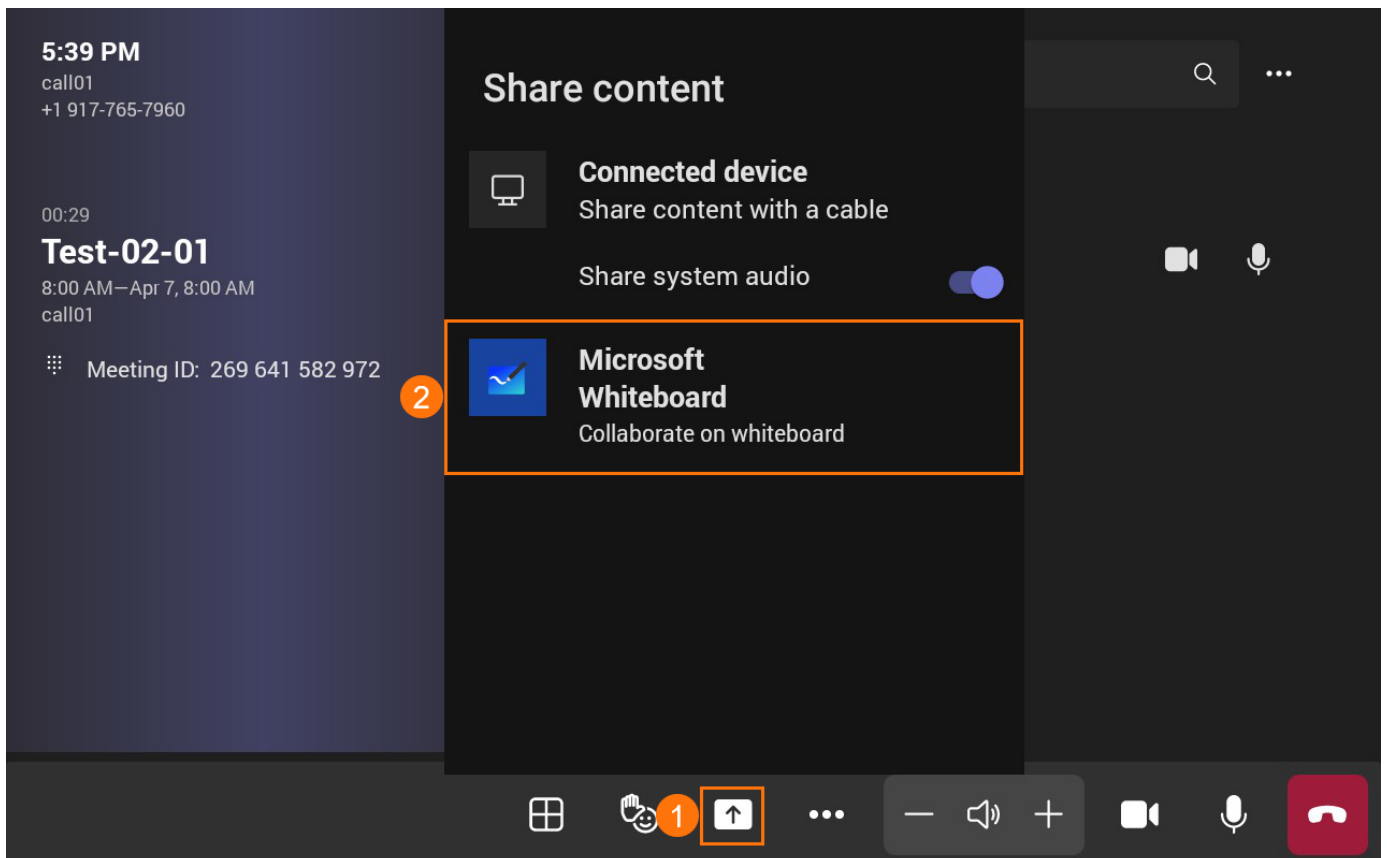 5:39 PM
call01
+1 917-765-7960
00:29
Test-02-01
8:00 AM—Apr 7, 8:00 AM
call01
Meeting ID: 269 641 582 972
Share content
Connected device
Share content with a cable
Share system audio
2
Microsoft
Whiteboard
Collaborate on whiteboard
1